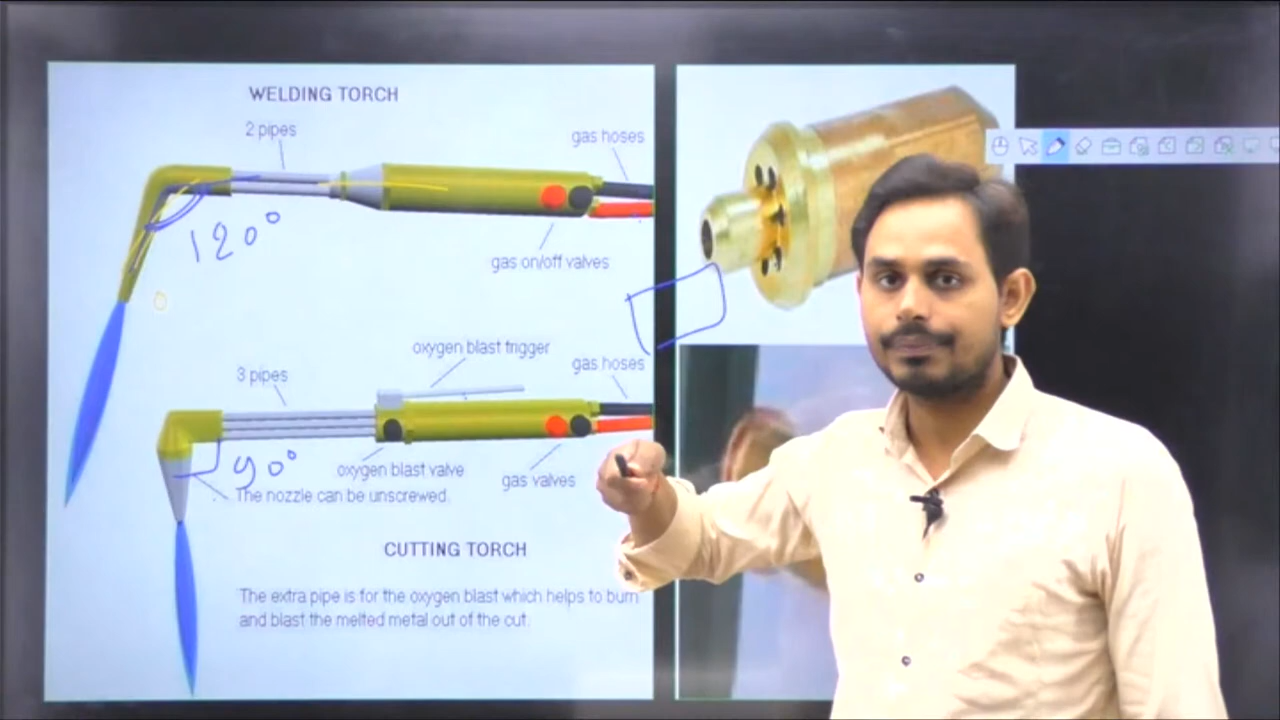 WELDING TORCH
2 pipes
gas hoses
120°
gas on/off valves
oxygen blast trigger
gas hoses
3 pipes
90°
oxygen blast valve
gas valves
The nozzle can be unscrewed.
CUTTING TORCH
The extra pipe is for the oxygen blast which helps to burn
and blast the melted metal out of the cut.